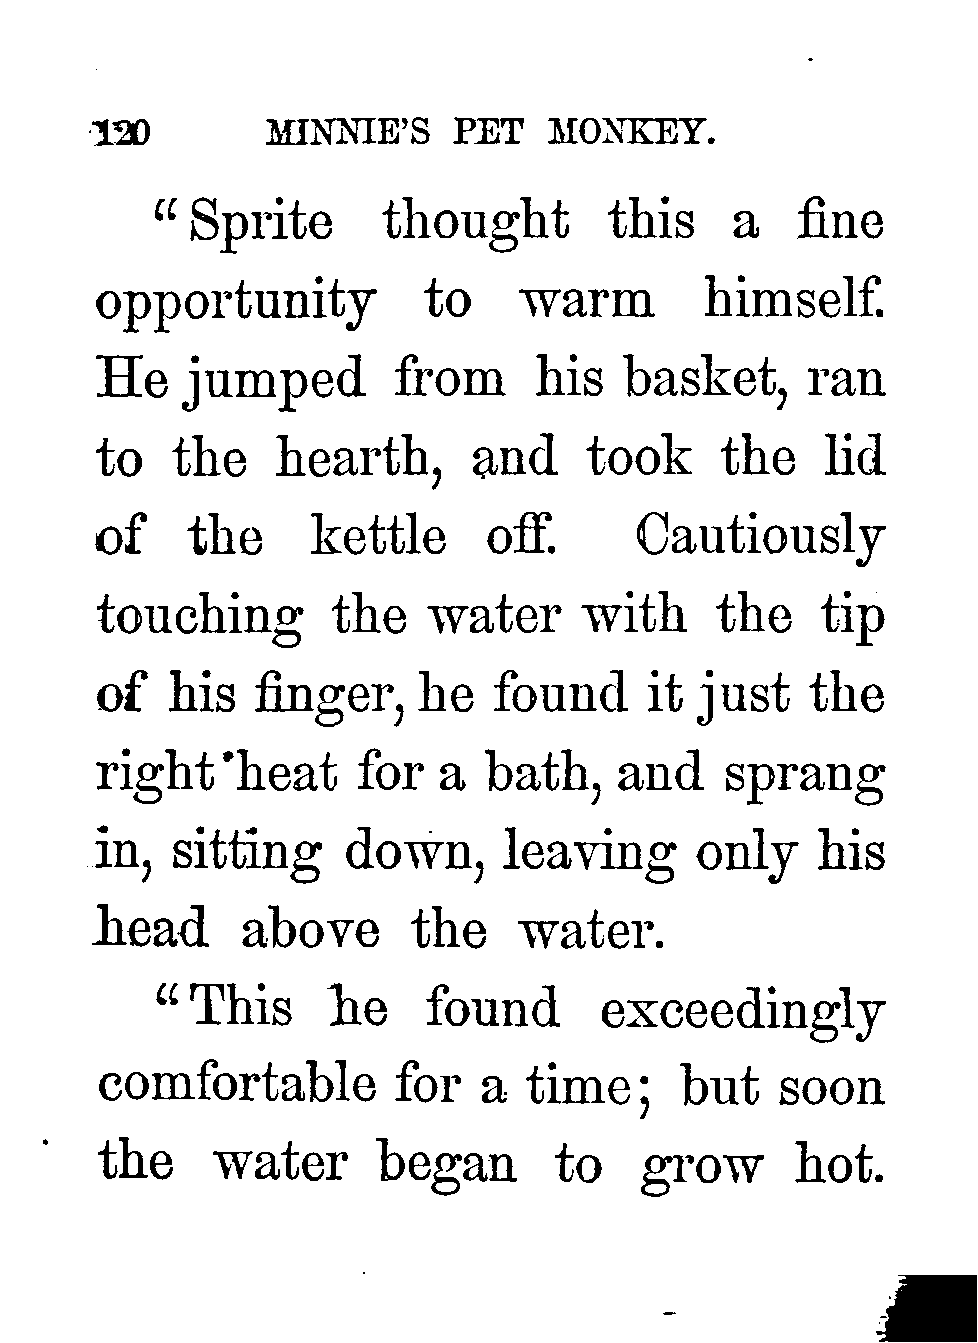 120 MINNIE'S PET MONKEY.
“Sprite thought this a fine
opportunity to warm himself.
He jumped from his basket, ran
to the hearth, and took the lid
of the kettle off. Cautiously
touching the water with the tip
of his finger, he found it just the
right heat for a bath, and sprang
in, sitting down, leaving only his
head above the water.
“This he found exceedingly
comfortable for a time; but soon
the water began to grow hot.